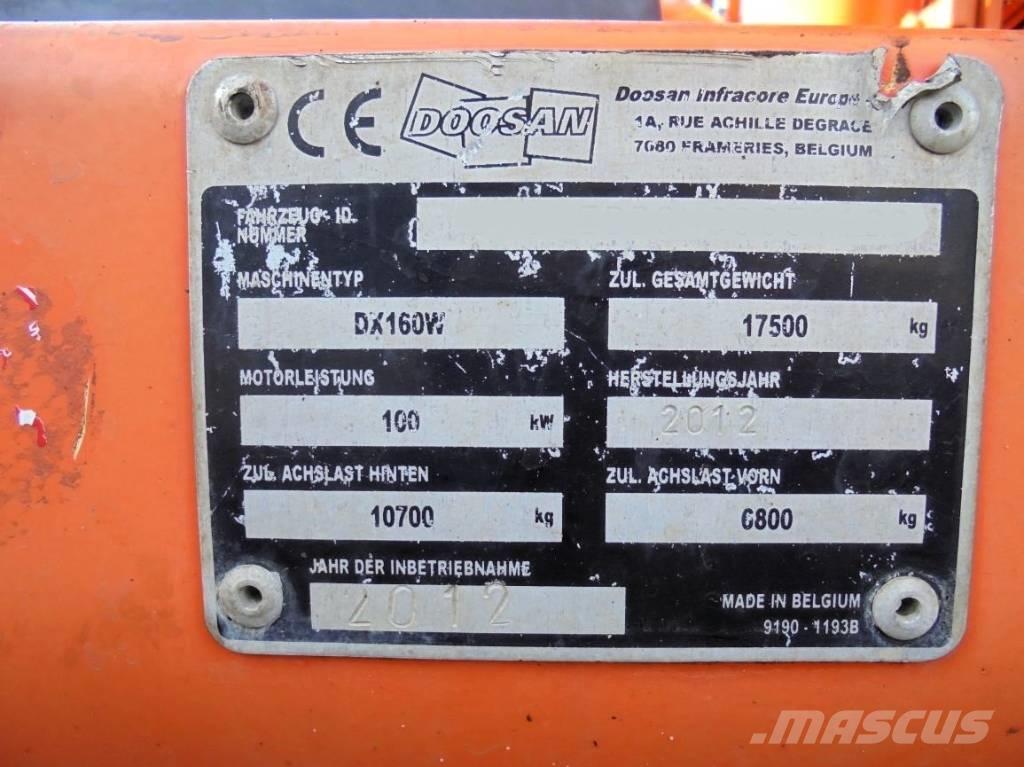 CE DOOSAN
Doosan Infracore Europe
1A, RUE ACHILLE DEGRACE
7080 FRAMERIES, BELGIUM
FAHRZEUG- ID.
NUMMER
MASCHINENTYP
DX160W
ZUL. GESAMTGEWICHT
17500 kg
MOTORLEISTUNG
100 kW
HERSTELLUNGSJAHR
2012
ZUL. ACHSLAST HINTEN
10700 kg
ZUL. ACHSLAST VORN
6800 kg
JAHR DER INBETRIEBNAHME
2012
MADE IN BELGIUM
9190 - 1193B
MASCUS